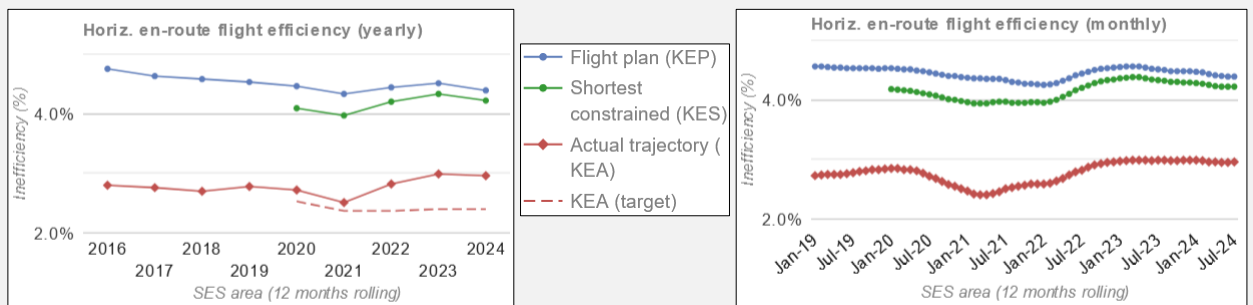 Horiz. en-route flight efficiency (yearly)
Inefficiency (%)
4.0%
2.0%
2016
2018
2020
2022
2024
2017
2019
2021
2023
SES area (12 months rolling)
Flight plan (KEP)
Shortest
constrained (KES)
Actual trajectory (
KEA)
KEA (target)
Horiz. en-route flight efficiency (monthly)
Inefficiency (%)
4.0%
2.0%
Jan-19
Jul-19
Jan-20
Jul-20
Jan-21
Jul-21
Jan-22
Jul-22
Jan-23
Jul-23
Jan-24
Jul-24
SES area (12 months rolling)